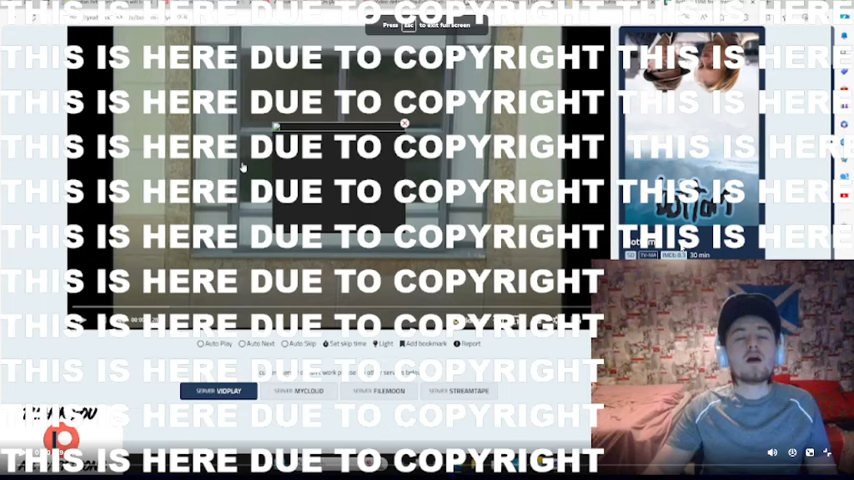 THIS IS HERE DUE TO COPYRIGHT THIS IS HERE
Press Esc to exit full screen
THIS IS HERE DUE TO COPYRIGHT THIS IS HERE
THIS IS HERE DUE TO COPYRIGHT THIS IS HERE
THIS IS HERE DUE TO COPYRIGHT THIS IS HERE
THIS IS HERE DUE TO COPYRIGHT THIS IS HERE
THIS IS HERE DUE TO COPYRIGHT THIS IS HERE
30 min
THIS IS HERE DUE TO COPYRIGHT
THIS IS HERE DUE TO COPYRIGHT
Auto Play Auto Next Auto Skip Set skip time Light Add bookmark Report
THIS IS HERE DUE TO COPYRIGHT
SERVER VIDPLAY SERVER MYCLOUD SERVER FILEMOON SERVER STREAMTAPE
THIS IS HERE DUE TO COPYRIGHT
THIS IS HERE DUE TO COPYRIGHT